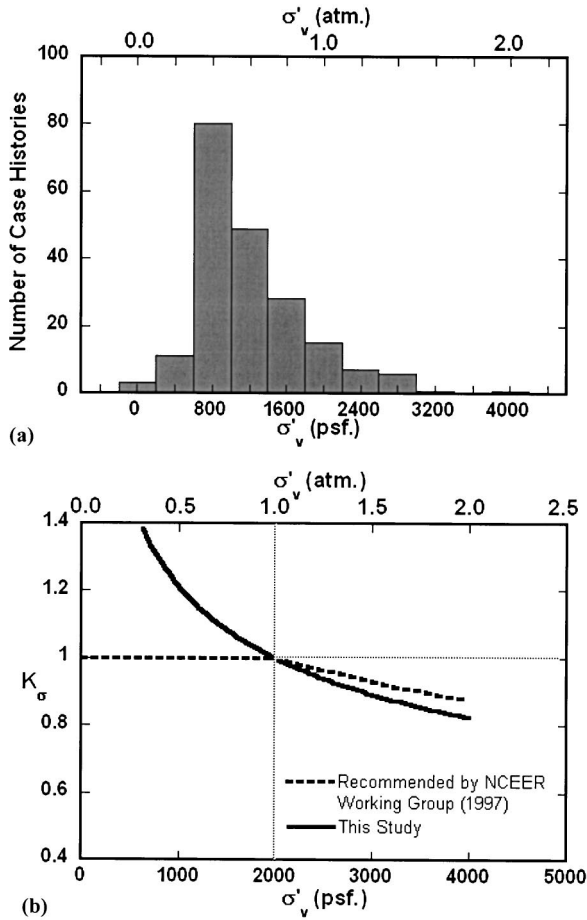 σ'v (atm.)
0.0 1.0 2.0
Number of Case Histories
100
80
60
40
20
0
0 800 1600 2400 3200 4000
σ'v (psf.)
(a)
σ'v (atm.)
0.0 0.5 1.0 1.5 2.0 2.5
1.4
1.2
1
Kσ
0.8
0.6
0.4
Recommended by NCEER
Working Group (1997)
This Study
0 1000 2000 3000 4000 5000
σ'v (psf.)
(b)